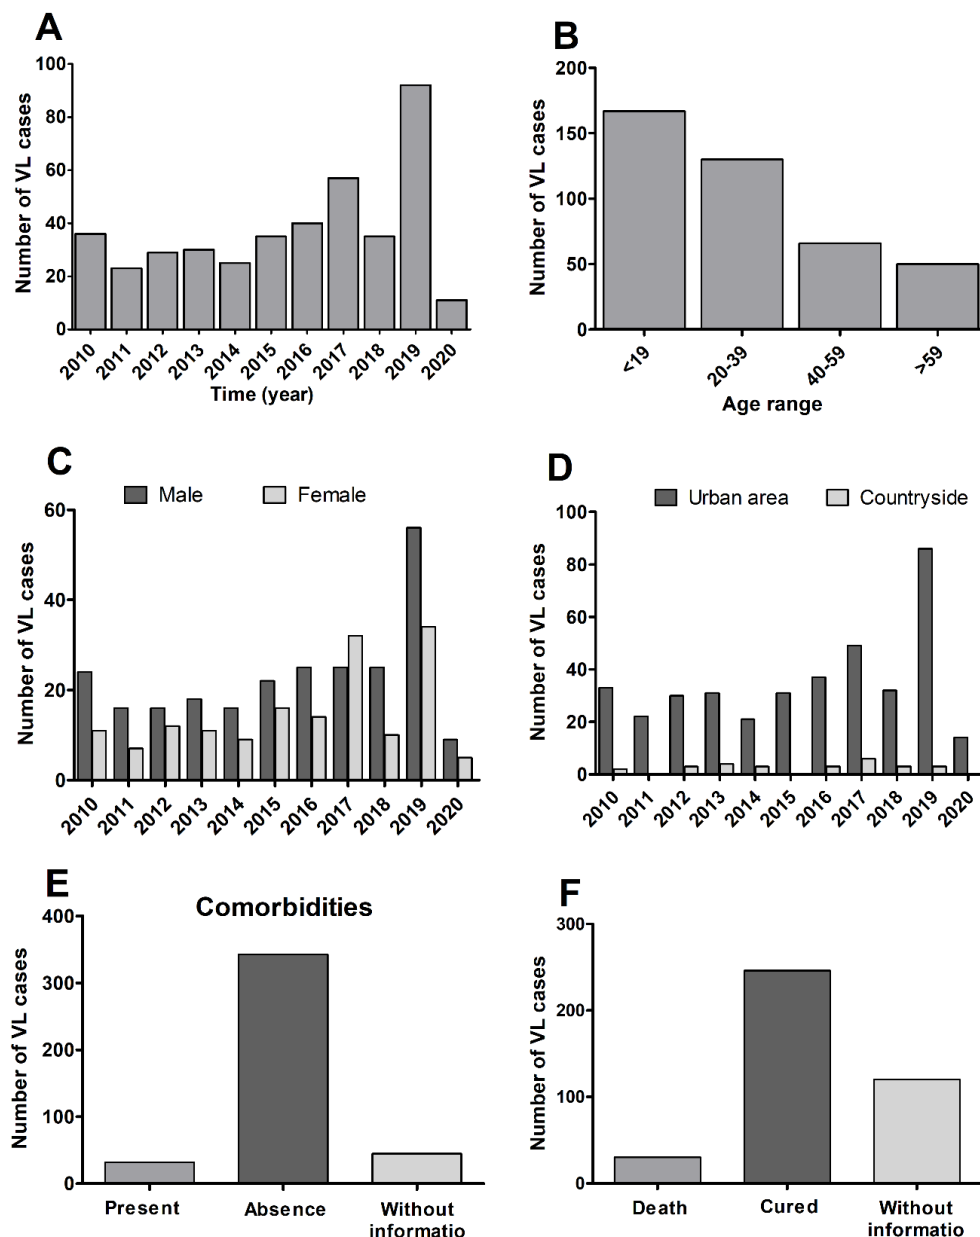 A
Number of VL cases
100
80
60
40
20
0
2010 2011 2012 2013 2014 2015 2016 2017 2018 2019 2020
Time (year)
B
Number of VL cases
200
150
100
50
0
<19 20-39 40-59 >59
Age range
C
Male Female
Number of VL cases
60
40
20
0
2010 2011 2012 2013 2014 2015 2016 2017 2018 2019 2020
D
Urban area Countryside
Number of VL cases
100
80
60
40
20
0
2010 2011 2012 2013 2014 2015 2016 2017 2018 2019 2020
E
Comorbidities
Number of VL cases
400
300
200
100
0
Present Absence Without
informatio
F
Number of VL cases
300
200
100
0
Death Cured Without
informatio